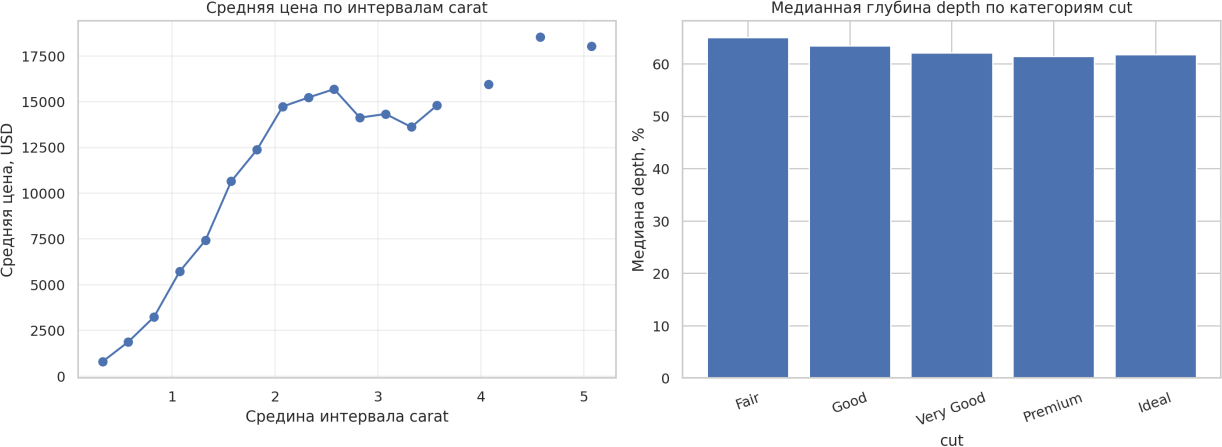 Средняя цена по интервалам carat
Средняя цена, USD
17500
15000
12500
10000
7500
5000
2500
0
1 2 3 4 5
Средина интервала carat
Медианная глубина depth по категориям cut
Медиана depth, %
60
50
40
30
20
10
0
Fair Good Very Good Premium Ideal
cut